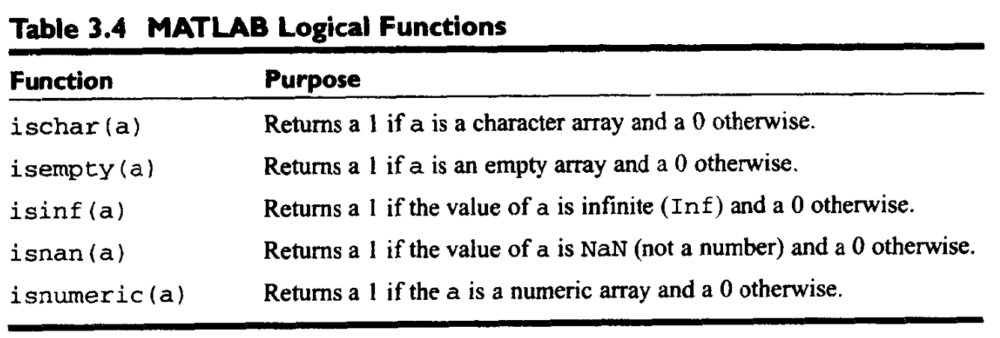 Table 3.4 MATLAB Logical Functions
Function Purpose
ischar(a) Returns a 1 if a is a character array and a 0 otherwise.
isempty(a) Returns a 1 if a is an empty array and a 0 otherwise.
isinf(a) Returns a 1 if the value of a is infinite (Inf) and a 0 otherwise.
isnan(a) Returns a 1 if the value of a is NaN (not a number) and a 0 otherwise.
isnumeric(a) Returns a 1 if the a is a numeric array and a 0 otherwise.